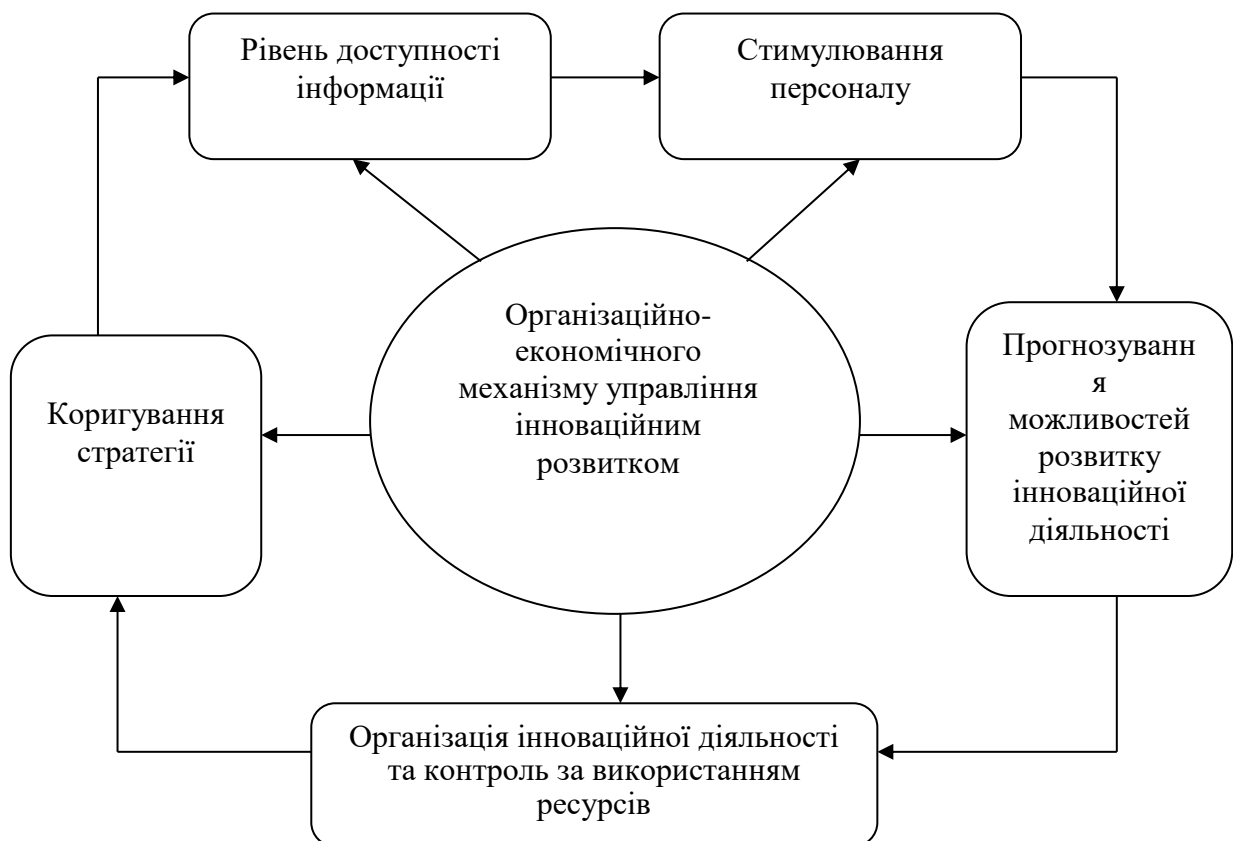 Рівень доступності
інформації
Стимулювання
персоналу
Організаційно-
економічного
механізму управління
інноваційним
розвитком
Прогнозуванн
я
можливостей
розвитку
інноваційної
діяльності
Коригування
стратегії
Організація інноваційної діяльності
та контроль за використанням
ресурсів